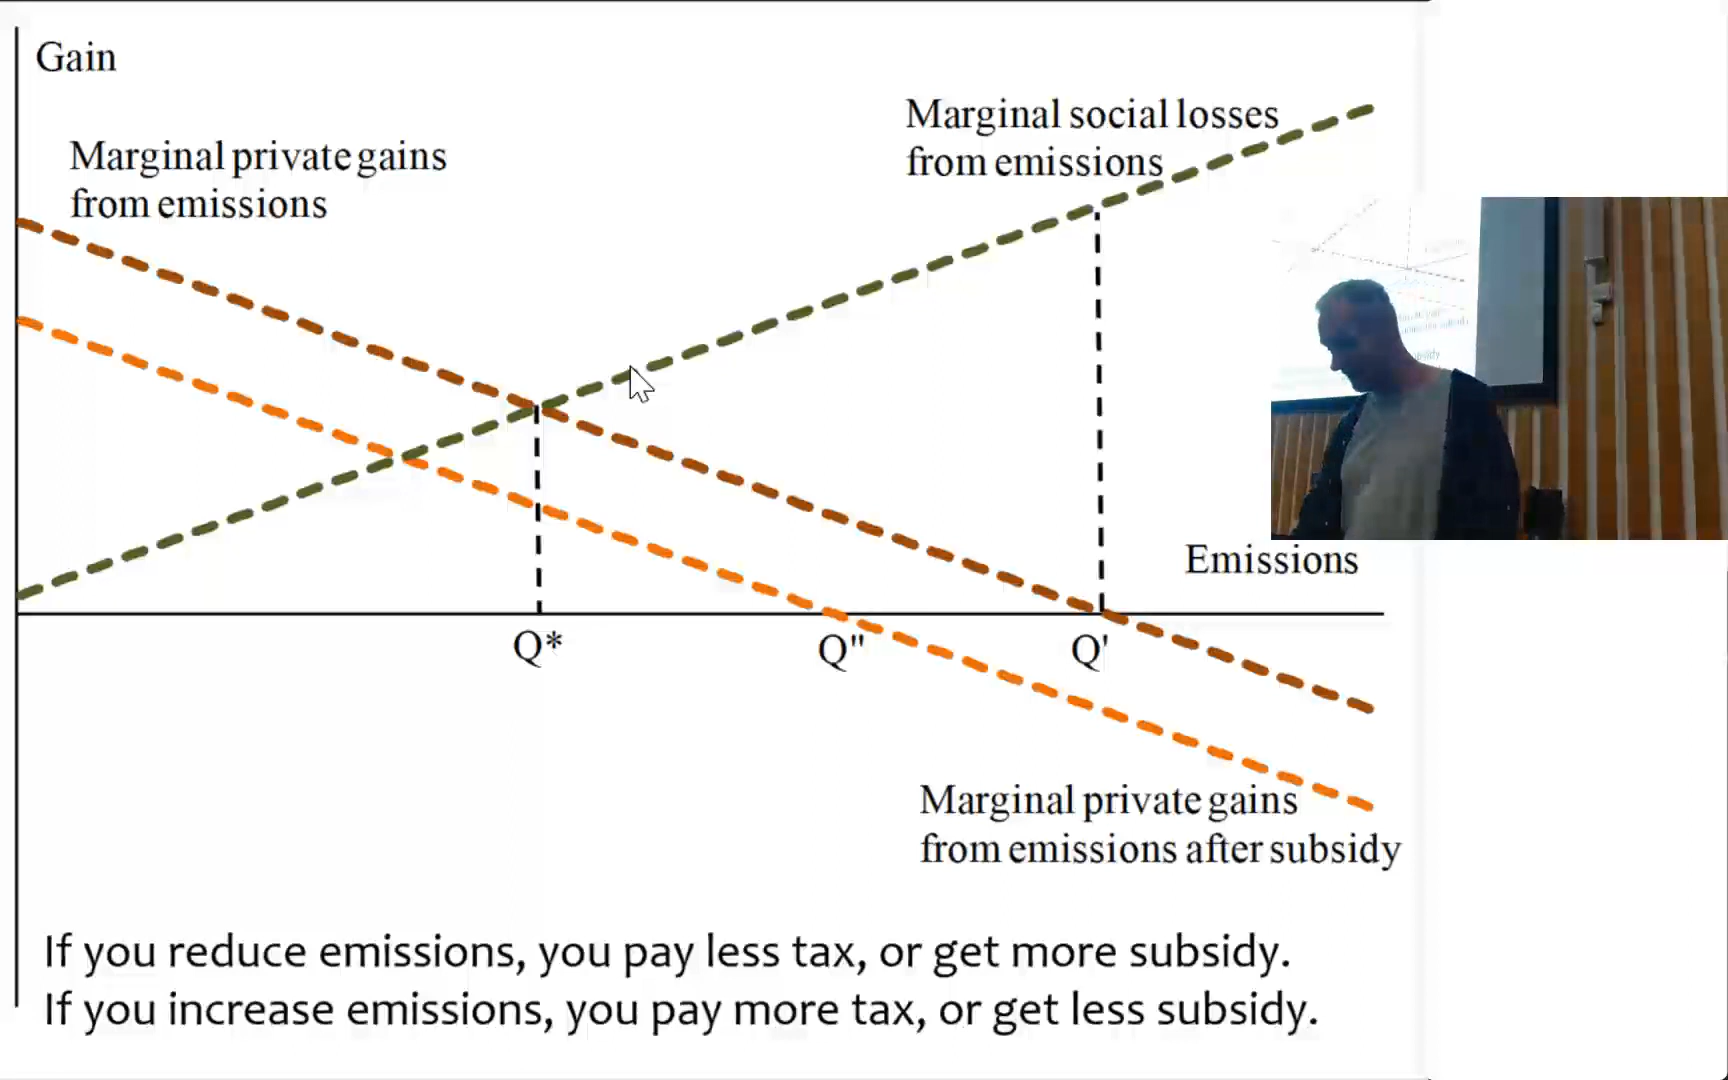 Gain
Marginal private gains
from emissions
Marginal social losses
from emissions
Emissions
Q*
Q"
Q'
Marginal private gains
from emissions after subsidy
If you reduce emissions, you pay less tax, or get more subsidy.
If you increase emissions, you pay more tax, or get less subsidy.